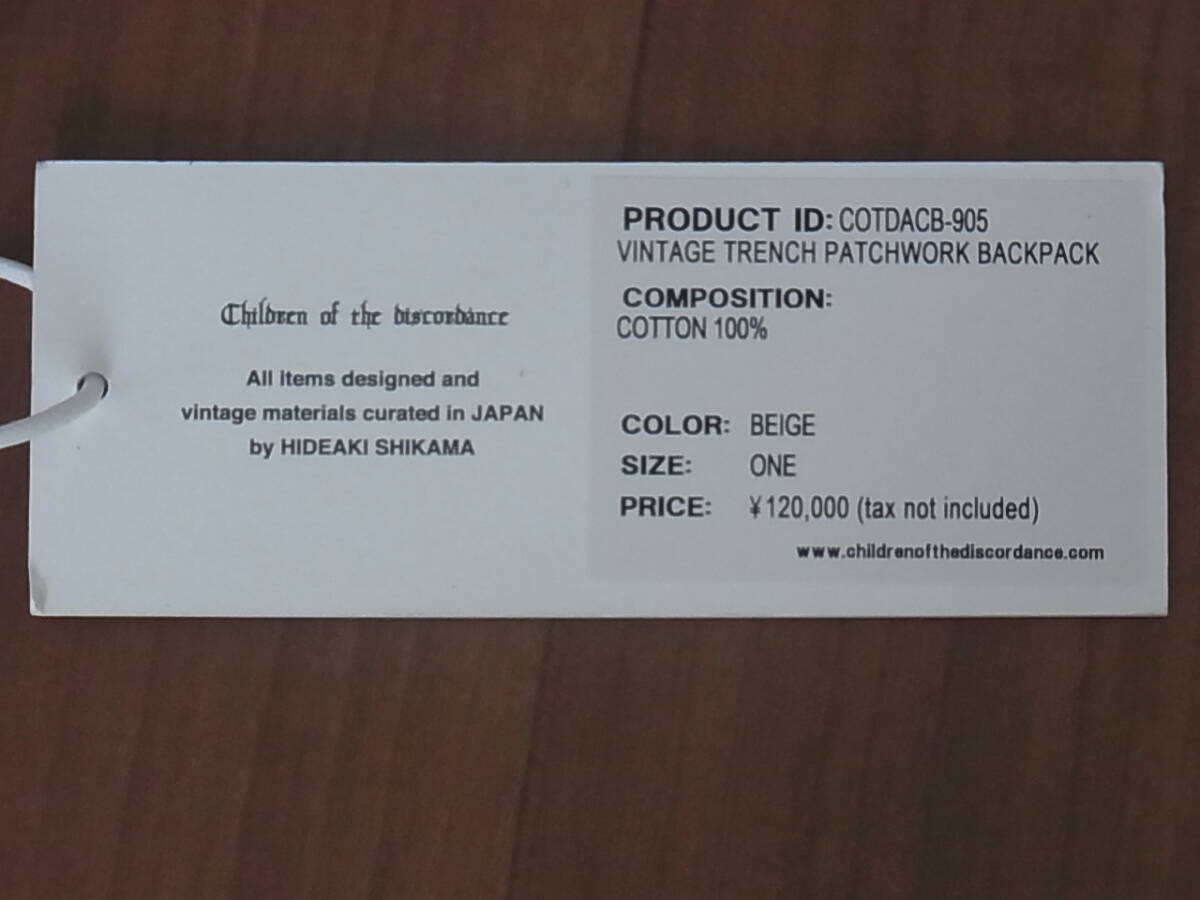 Children of the discordance
All items designed and
vintage materials curated in JAPAN
by HIDEAKI SHIKAMA
PRODUCT ID: COTDACB-905
VINTAGE TRENCH PATCHWORK BACKPACK
COMPOSITION:
COTTON 100%
COLOR: BEIGE
SIZE: ONE
PRICE: ¥120,000 (tax not included)
www.childrenofthediscordance.com